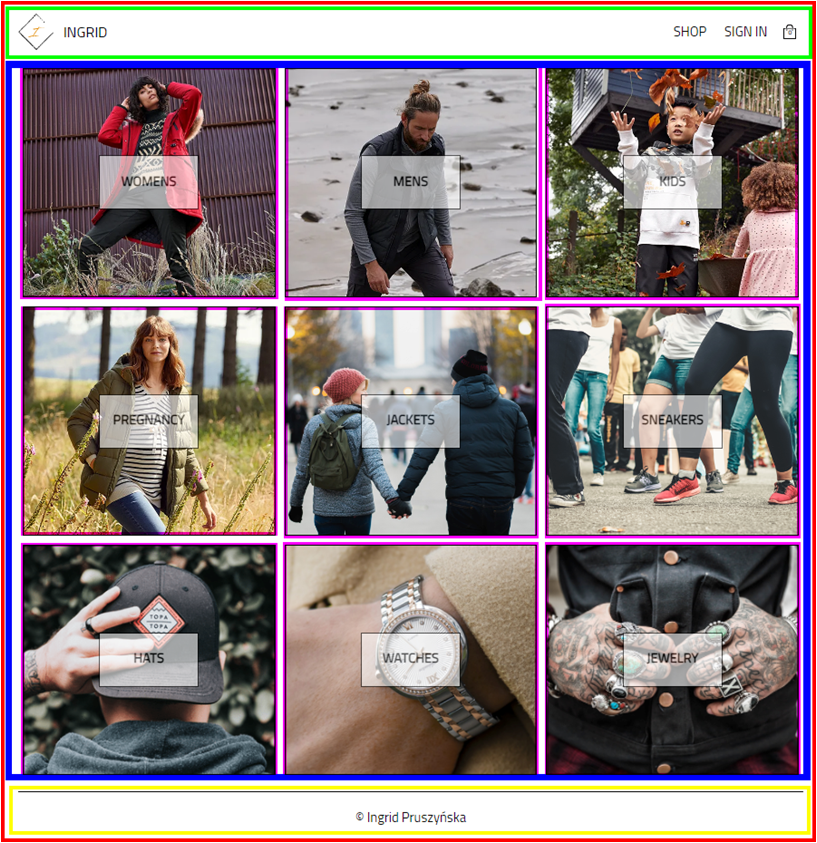 I
INGRID
SHOP
SIGN IN
0
WOMENS
MENS
KIDS
PREGNANCY
JACKETS
SNEAKERS
TOPA
TOPA
HATS
WATCHES
JEWELRY
© Ingrid Pruszyńska